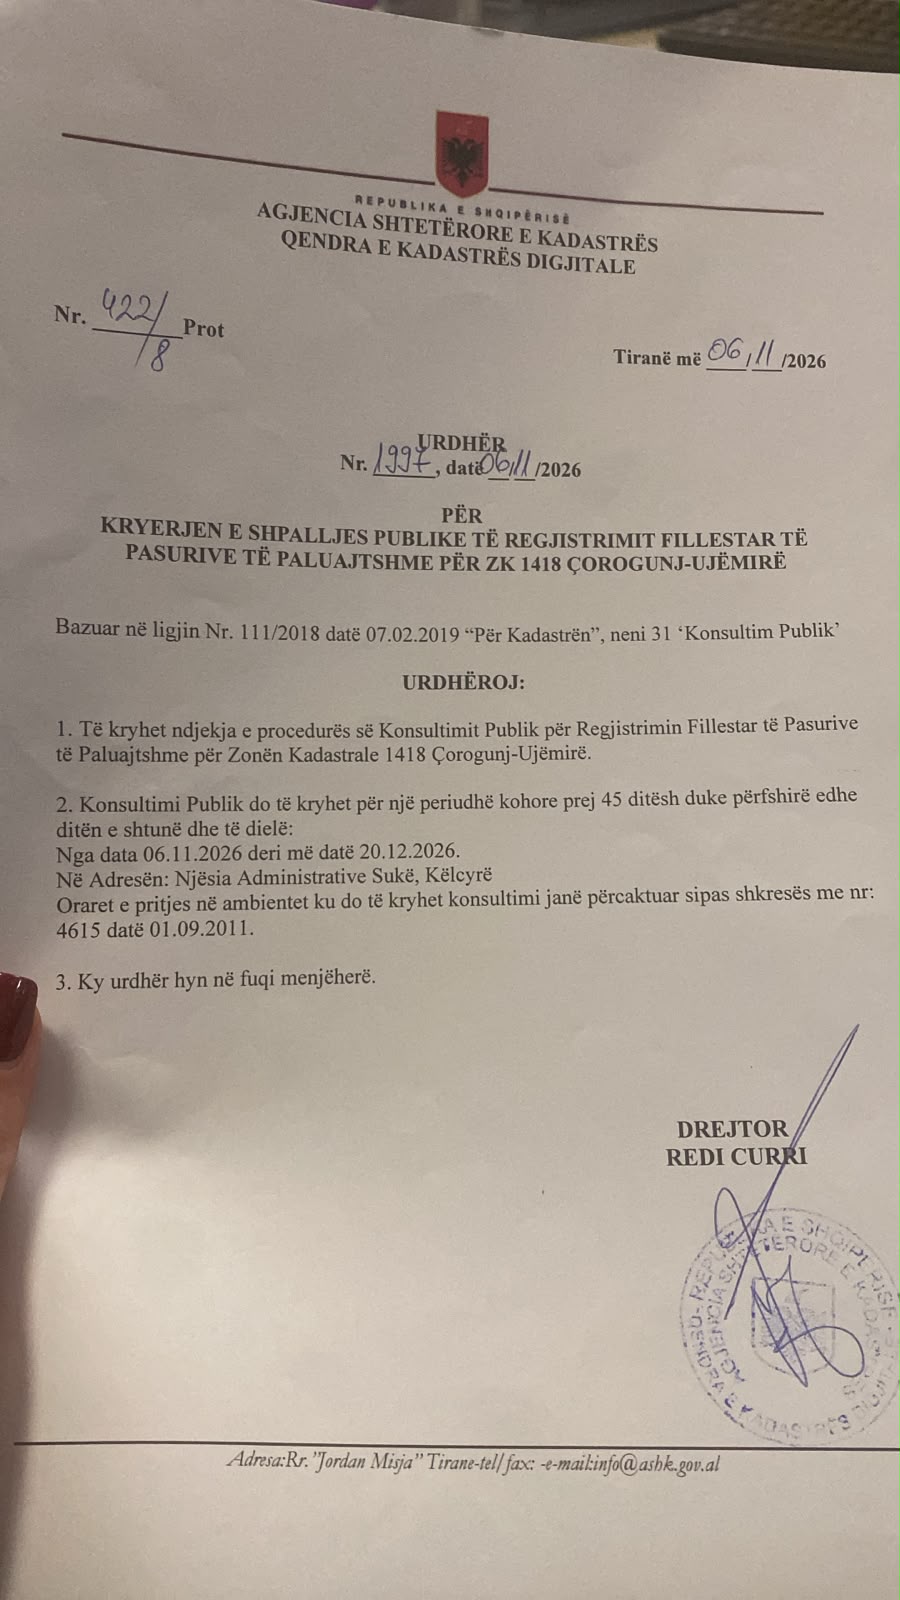 REPUBLIKA E SHQIPËRISË
AGJENCIA SHTETËRORE E KADASTRËS
QENDRA E KADASTRËS DIGJITALE
Nr. 422/8 Prot
Tiranë më 06/11/2026
URDHËR
Nr. 1997, datë 06/11/2026
PËR
KRYERJEN E SHPALLJES PUBLIKE TË REGJISTRIMIT FILLESTAR TË
PASURIVE TË PALUAJTSHME PËR ZK 1418 ÇOROGUNJ-UJËMIRË
Bazuar në ligjin Nr. 111/2018 datë 07.02.2019 “Për Kadastrën”, neni 31 ‘Konsultim Publik’
URDHËROJ:
1. Të kryhet ndjekja e procedurës së Konsultimit Publik për Regjistrimin Fillestar të Pasurive
të Paluajtshme për Zonën Kadastrale 1418 Çorogunj-Ujëmirë.
2. Konsultimi Publik do të kryhet për një periudhë kohore prej 45 ditësh duke përfshirë edhe
ditën e shtunë dhe të dielë:
Nga data 06.11.2026 deri më datë 20.12.2026.
Në Adresën: Njësia Administrative Sukë, Këlcyrë
Oraret e pritjes në ambientet ku do të kryhet konsultimi janë përcaktuar sipas shkresës me nr:
4615 datë 01.09.2011.
3. Ky urdhër hyn në fuqi menjëherë.
DREJTOR
REDI CURRI
Adresa:Rr."Jordan Misja" Tirane-tel/fax: -e-mail:info@ashk.gov.al